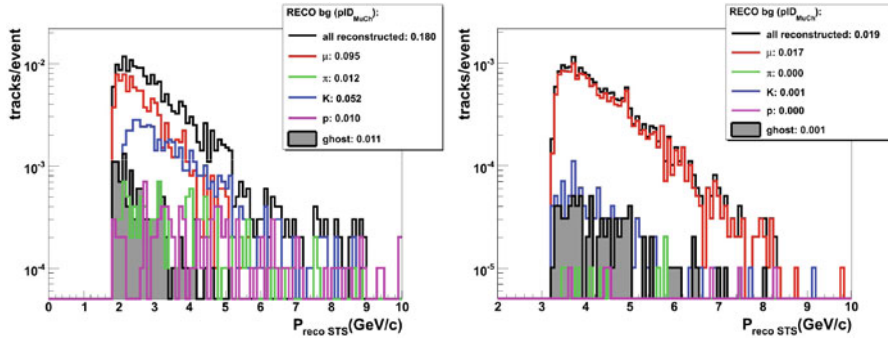 RECO bg (pID_MuCh):
all reconstructed: 0.180
μ: 0.095
π: 0.012
K: 0.052
p: 0.010
ghost: 0.011
tracks/event
10^-2
10^-3
10^-4
0 1 2 3 4 5 6 7 8 9 10
P_reco STS(GeV/c)
RECO bg (pID_MuCh):
all reconstructed: 0.019
μ: 0.017
π: 0.000
K: 0.001
p: 0.000
ghost: 0.001
tracks/event
10^-2
10^-3
10^-4
10^-5
2 3 4 5 6 7 8 9 10
P_reco STS(GeV/c)